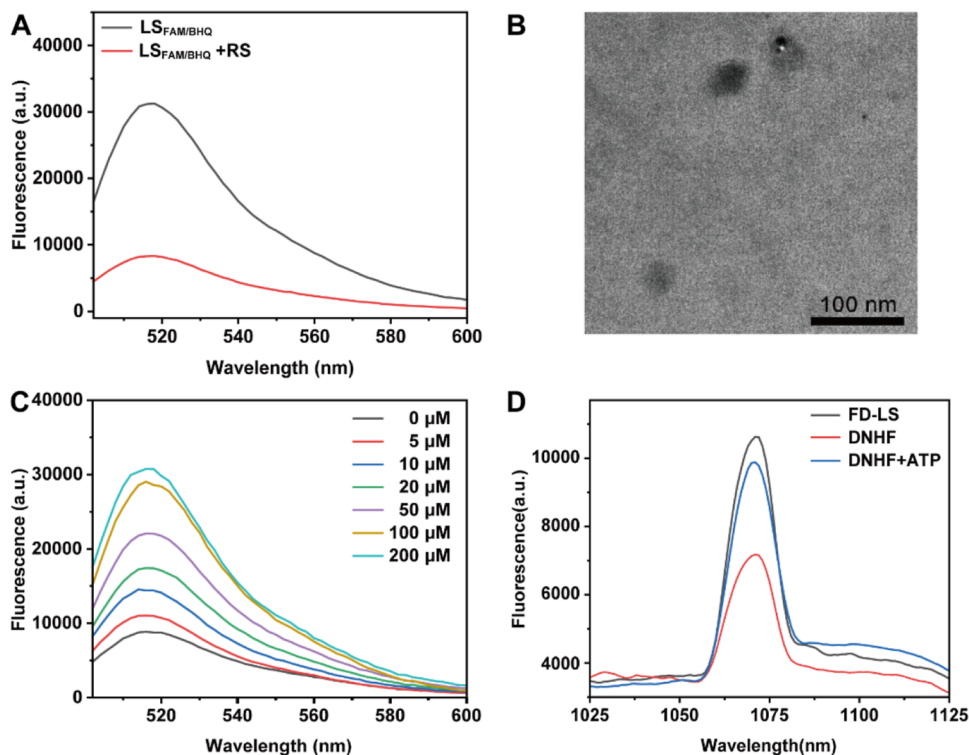 A
LS_FAM/BHQ
LS_FAM/BHQ +RS
40000
30000
20000
10000
0
Fluorescence (a.u.)
520 540 560 580 600
Wavelength (nm)
B
100 nm
C
0 μM
5 μM
10 μM
20 μM
50 μM
100 μM
200 μM
40000
30000
20000
10000
0
Fluorescence (a.u.)
520 540 560 580 600
Wavelength (nm)
D
FD-LS
DNHF
DNHF+ATP
10000
8000
6000
4000
Fluorescence(a.u.)
1025 1050 1075 1100 1125
Wavelength(nm)